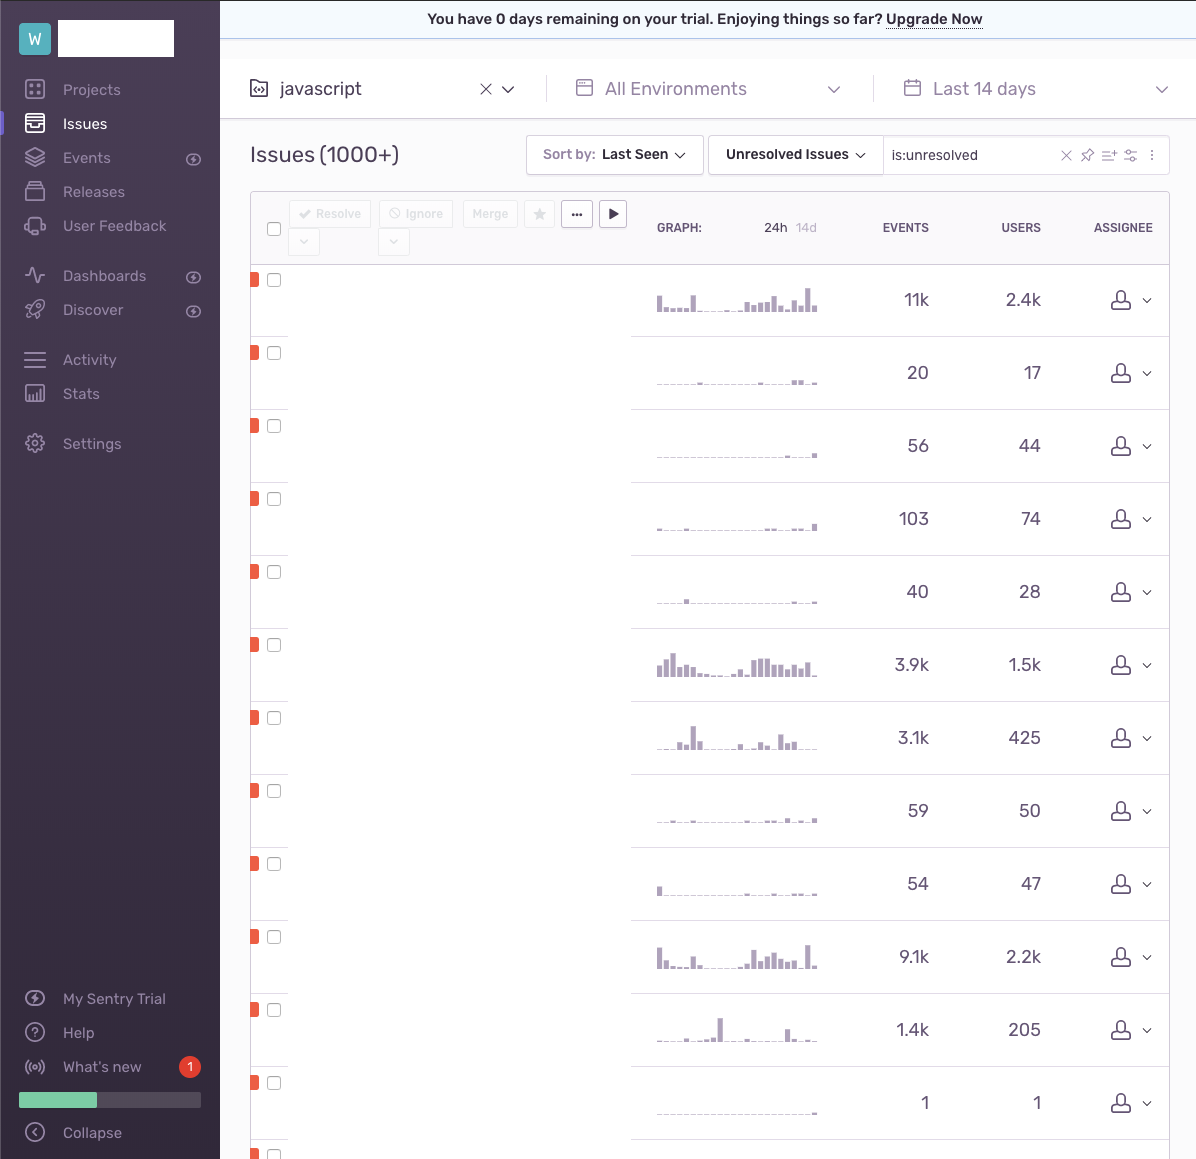 You have 0 days remaining on your trial. Enjoying things so far? Upgrade Now
W
Projects
Issues
Events
Releases
User Feedback
Dashboards
Discover
Activity
Stats
Settings
My Sentry Trial
Help
What's new 1
Collapse
javascript
All Environments
Last 14 days
Issues (1000+)
Sort by: Last Seen
Unresolved Issues
is:unresolved
Resolve
Ignore
Merge
GRAPH: 24h 14d
EVENTS
USERS
ASSIGNEE
11k 2.4k
20 17
56 44
103 74
40 28
3.9k 1.5k
3.1k 425
59 50
54 47
9.1k 2.2k
1.4k 205
1 1